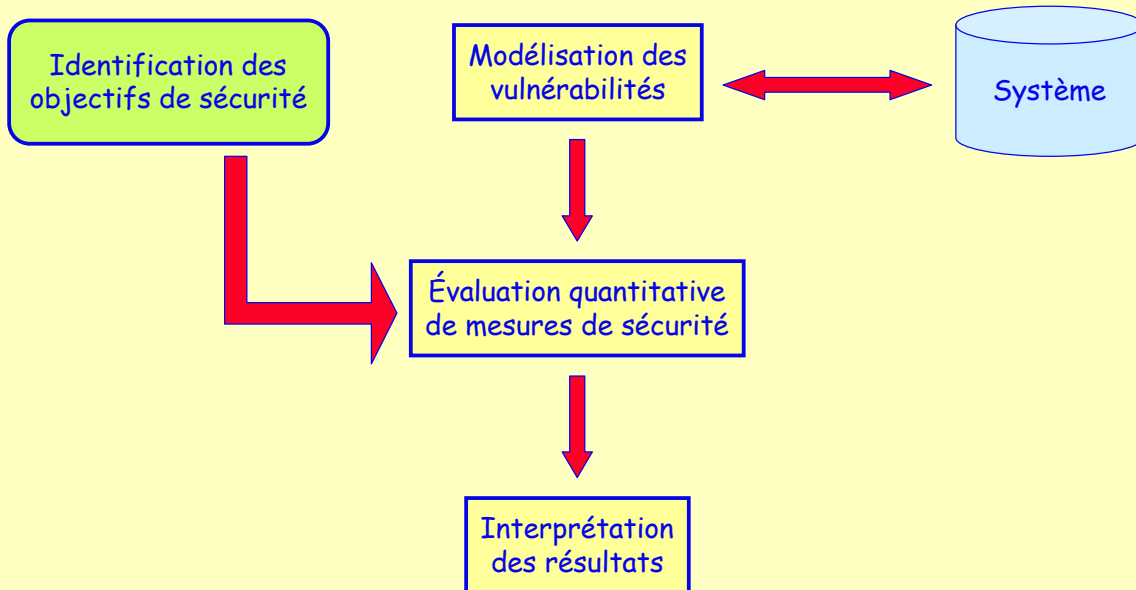 Identification des
objectifs de sécurité
Modélisation des
vulnérabilités
Système
Évaluation quantitative
de mesures de sécurité
Interprétation
des résultats